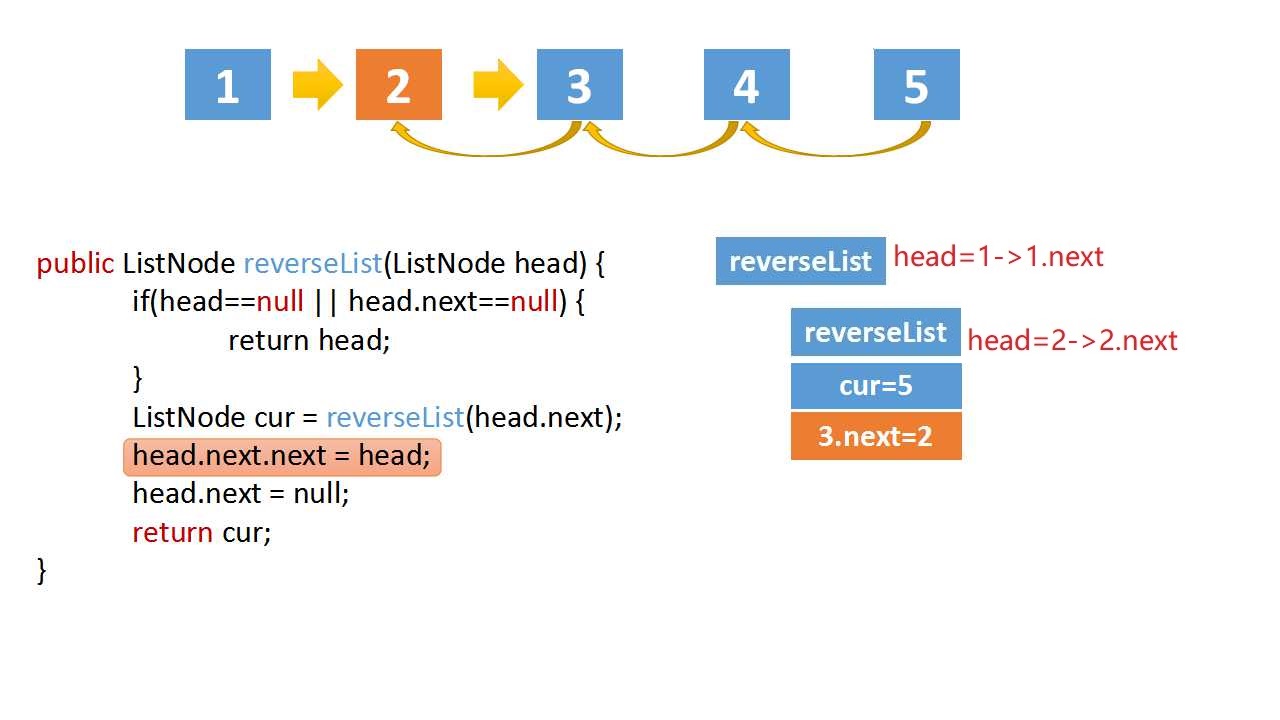 1 2 3 4 5
public ListNode reverseList(ListNode head) {
if(head==null || head.next==null) {
return head;
}
ListNode cur = reverseList(head.next);
head.next.next = head;
head.next = null;
return cur;
}
reverseList head=1->1.next
reverseList head=2->2.next
cur=5
3.next=2